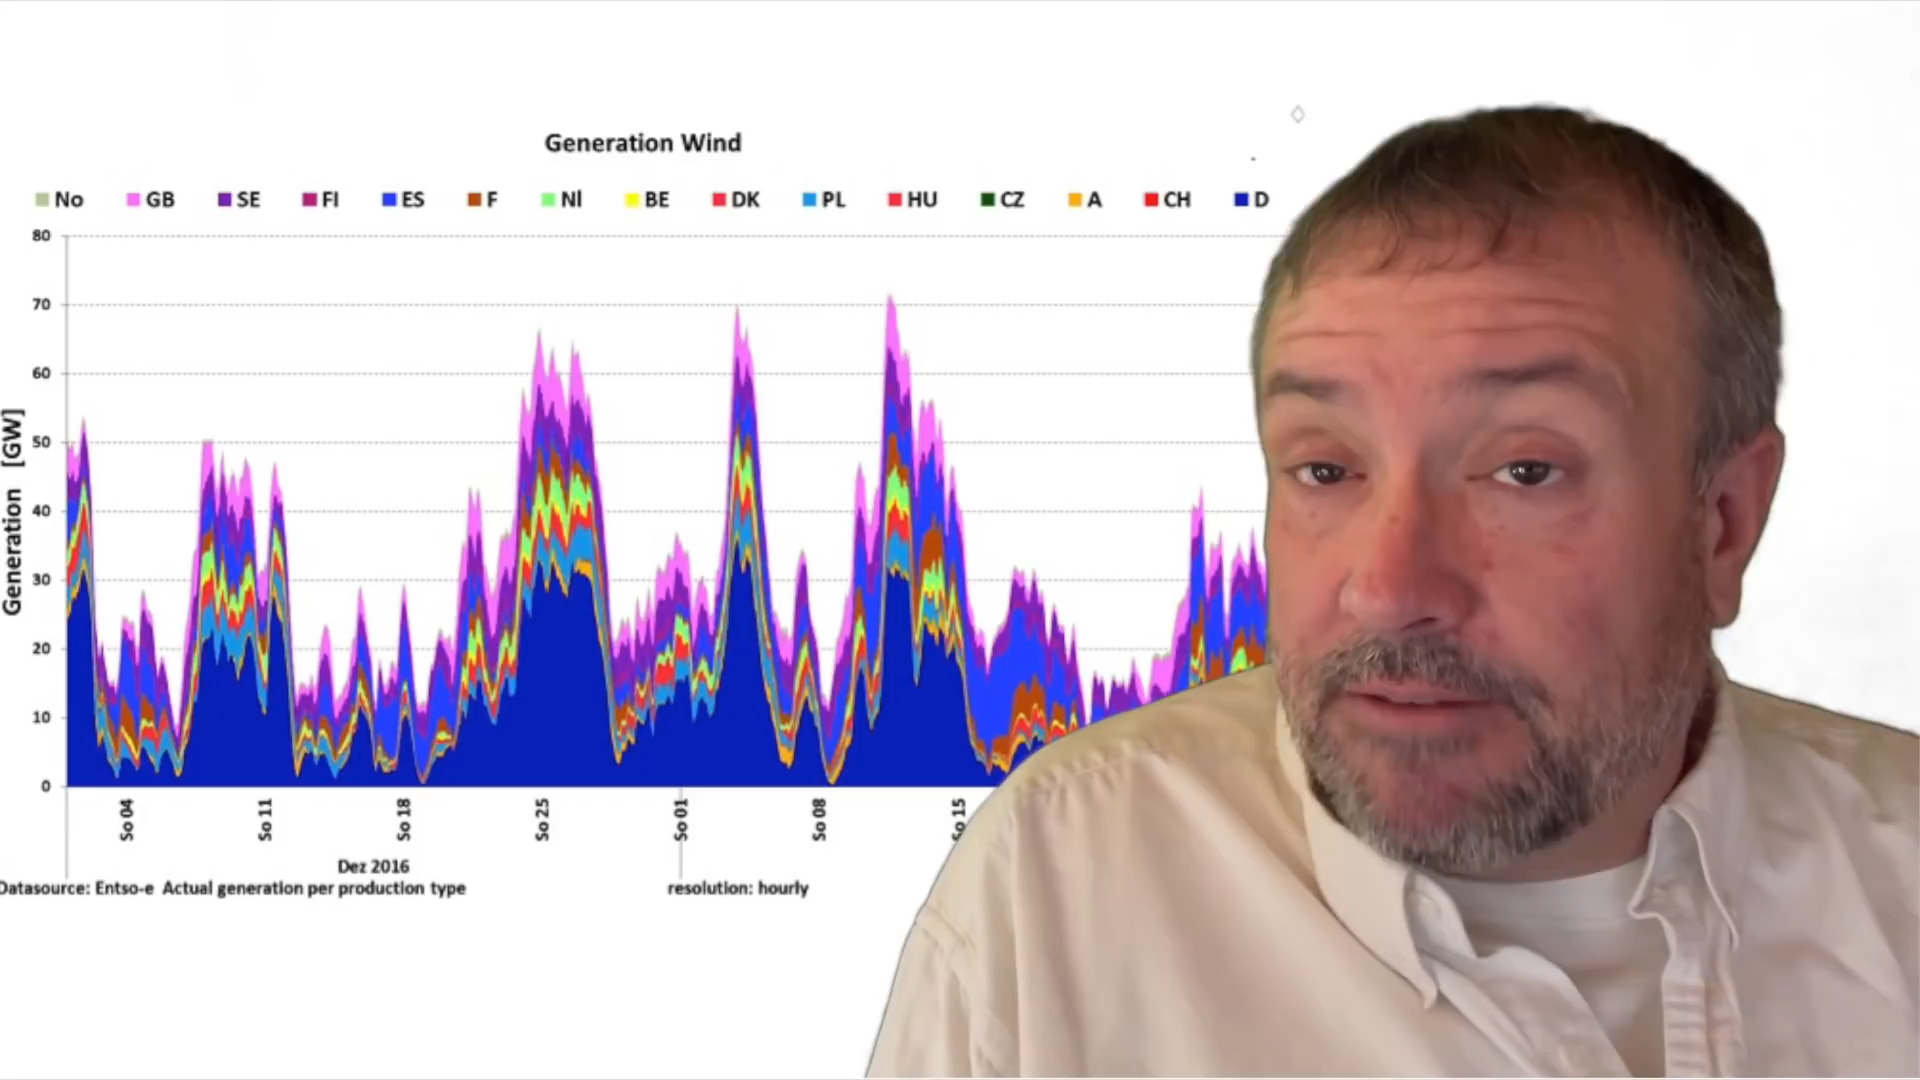 Generation Wind
No GB SE FI ES F Nl BE DK PL HU CZ A CH D
80
70
60
50
40
30
20
10
0
Generation [GW]
So 04
So 11
So 18
So 25
So 01
So 08
So 15
Dez 2016
Datasource: Entso-e Actual generation per production type
resolution: hourly